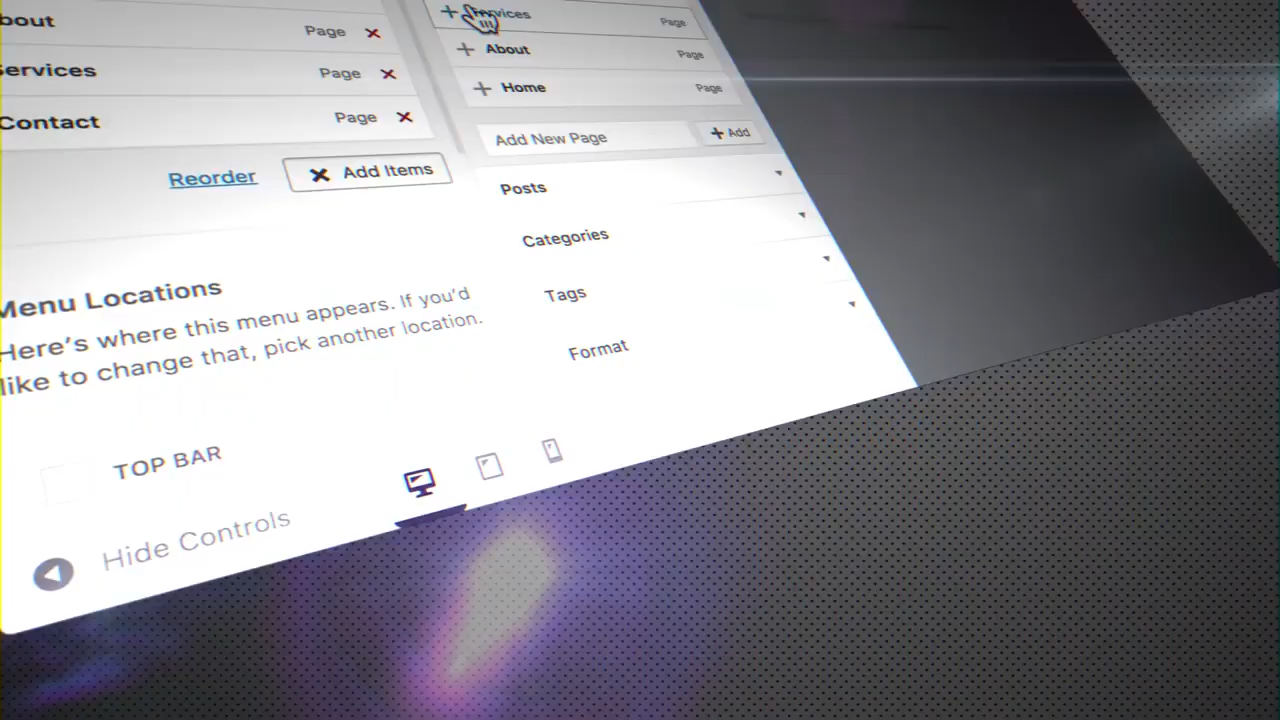 bout
Page
ervices
Page
Contact
Page
Reorder
Add Items
Menu Locations
Here's where this menu appears. If you'd
like to change that, pick another location.
TOP BAR
Hide Controls
Services
Page
About
Page
Home
Page
Add New Page
Add
Posts
Categories
Tags
Format